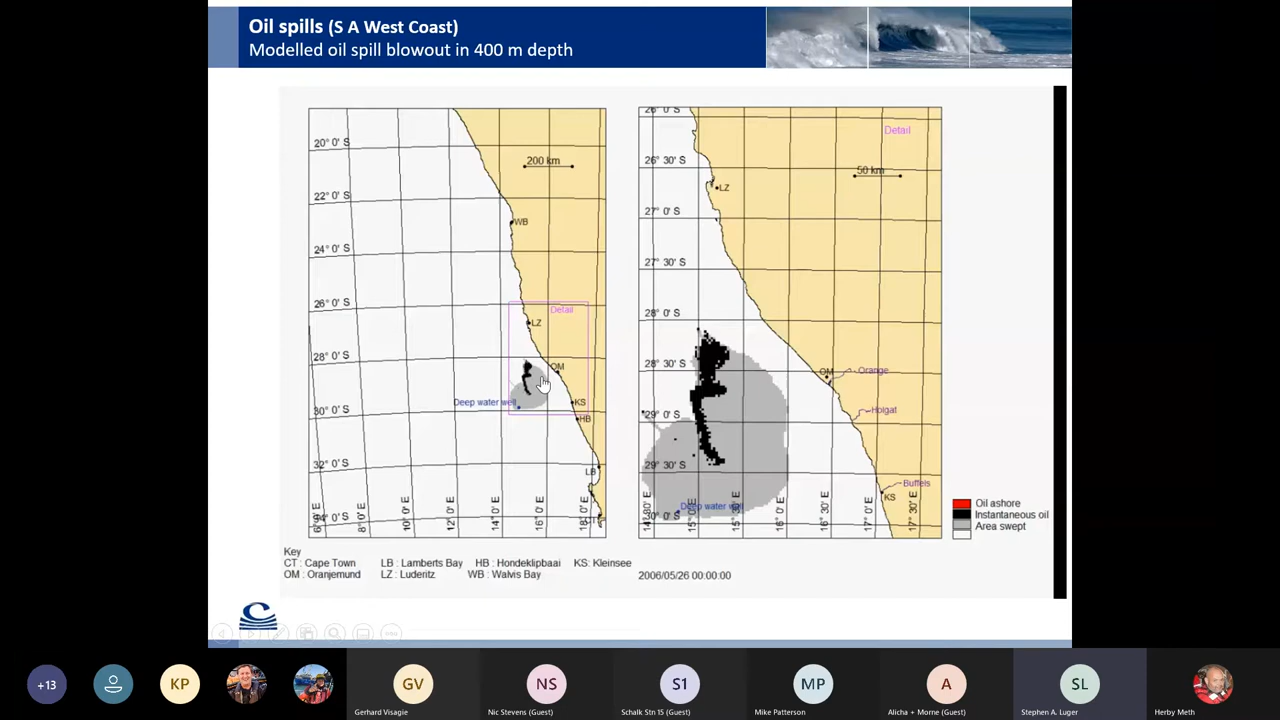 Oil spills (S A West Coast)
Modelled oil spill blowout in 400 m depth
20° 0' S
22° 0' S
24° 0' S
26° 0' S
28° 0' S
30° 0' S
32° 0' S
200 km
WB
LZ
Detail
OM
Deep water well
KS
HB
LB
8° 0' E
10° 0' E
12° 0' E
14° 0' E
16° 0' E
18° 0' E
Detail
50 km
26° 30' S
27° 0' S
27° 30' S
28° 0' S
28° 30' S
29° 0' S
29° 30' S
LZ
OM
Orange
Holgat
Buffels
KS
Deep water well
16° 0' E
16° 30' E
17° 0' E
17° 30' E
Oil ashore
Instantaneous oil
Area swept
Key
CT : Cape Town LB : Lamberts Bay HB : Hondeklipbaai KS: Kleinsee
OM : Oranjemund LZ : Luderitz WB : Walvis Bay
2006/05/26 00:00:00
+13
KP
GV
NS
S1
MP
A
SL
Gerhard Visagie
Nic Stevens (Guest)
Schalk Stn 15 (Guest)
Mike Patterson
Alicha + Morne (Guest)
Stephen A. Luger
Herby Meth